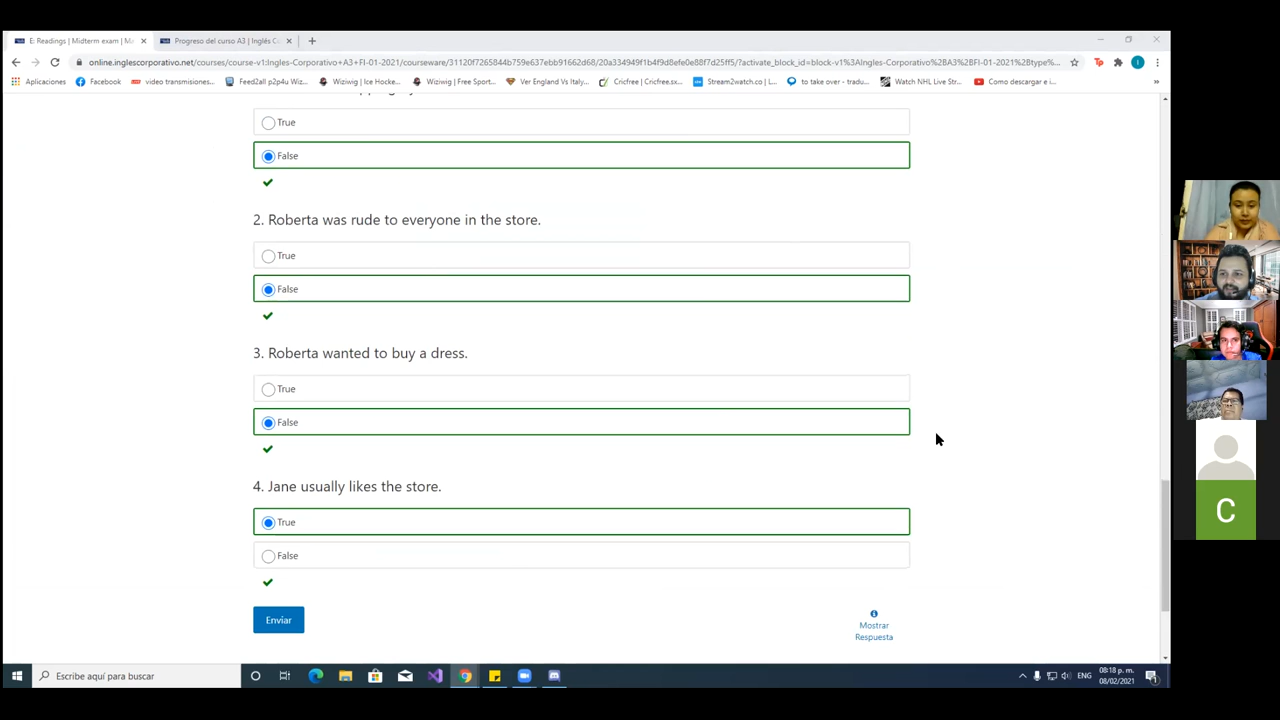 E: Readings | Midterm exam | M
Progreso del curso A3 | Inglés C
online.inglescorporativo.net/courses/course-v1:Ingles-Corporativo+A3+FI-01-2021/courseware/31120f7265844b759e637ebb91662d68/20a334949f1b4f9d8efe0e88f7d25ff5/?activate_block_id=block-v1%3AIngles-Corporativo%2BA3%2BFI-01-2021%2Btype%...
Aplicaciones Facebook video transmisiones... Feed2all p2p4u Wiz... Wiziwig | Ice Hocke... Wiziwig | Free Sport... Ver England Vs Italy... Cricfree | Cricfree.sx... Stream2watch.co | L... to take over - tradu... Watch NHL Live Str... Como descargar e i... »
True
False
2. Roberta was rude to everyone in the store.
True
False
3. Roberta wanted to buy a dress.
True
False
4. Jane usually likes the store.
True
False
Enviar
Mostrar
Respuesta
C
Escribe aquí para buscar
ENG
08:18 p. m.
08/02/2021